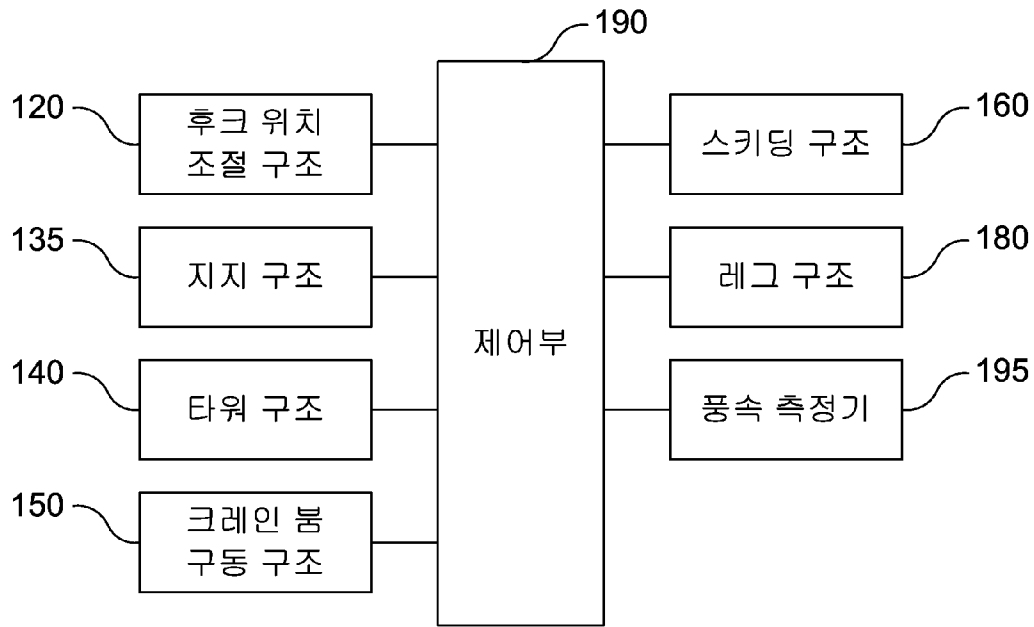 190
120
후크 위치
조절 구조
135
지지 구조
140
타워 구조
150
크레인 붐
구동 구조
제어부
160
스키딩 구조
180
레그 구조
195
풍속 측정기